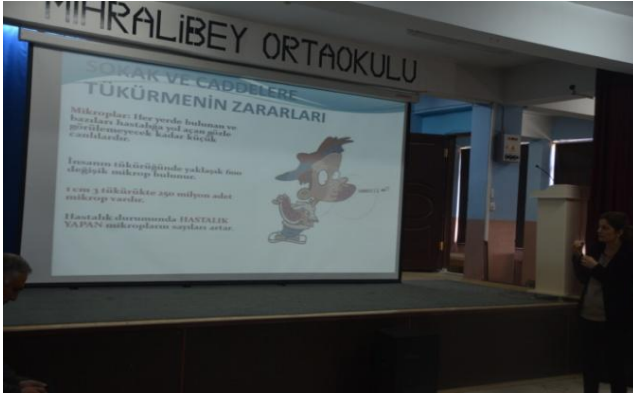 MİHRALİBEY ORTAOKULU
SOKAK VE CADDELERE
TÜKÜRMENİN ZARARLARI
Mikroplar: Her yerde bulunan ve
bazıları hastalığa yol açan gözle
görülemeyecek kadar küçük
canlılardır.
İnsanın tükürüğünde yaklaşık 600
değişik mikrop bulunur.
1 cm 3 tükürükte 250 milyon adet
mikrop vardır.
Hastalık durumunda HASTALIK
YAPAN mikropların sayıları artar.